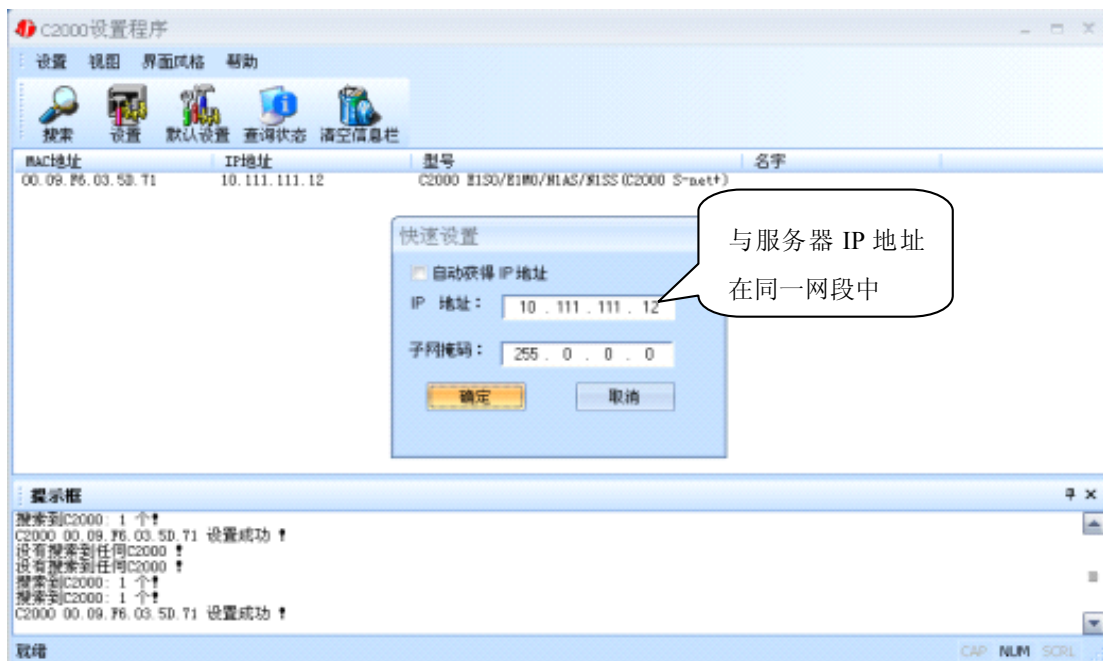 C2000设置程序
设置 视图 界面风格 帮助
搜索 设置 默认设置 查询状态 清空信息栏
MAC地址 IP地址 型号 名字
00.09.F6.03.5D.71 10.111.111.12 C2000 E1S0/E1M0/N1AS/N1SS(C2000 S-net+)
快速设置
与服务器 IP 地址
在同一网段中
自动获得 IP 地址
IP 地址： 10 . 111 . 111 . 12
子网掩码： 255 . 0 . 0 . 0
确定 取消
提示框
搜索到C2000: 1 个！
C2000 00.09.F6.03.5D.71 设置成功 ！
没有搜索到任何C2000 ！
没有搜索到任何C2000 ！
搜索到C2000: 1 个！
搜索到C2000: 1 个！
C2000 00.09.F6.03.5D.71 设置成功 ！
就绪 CAP NUM SCRL